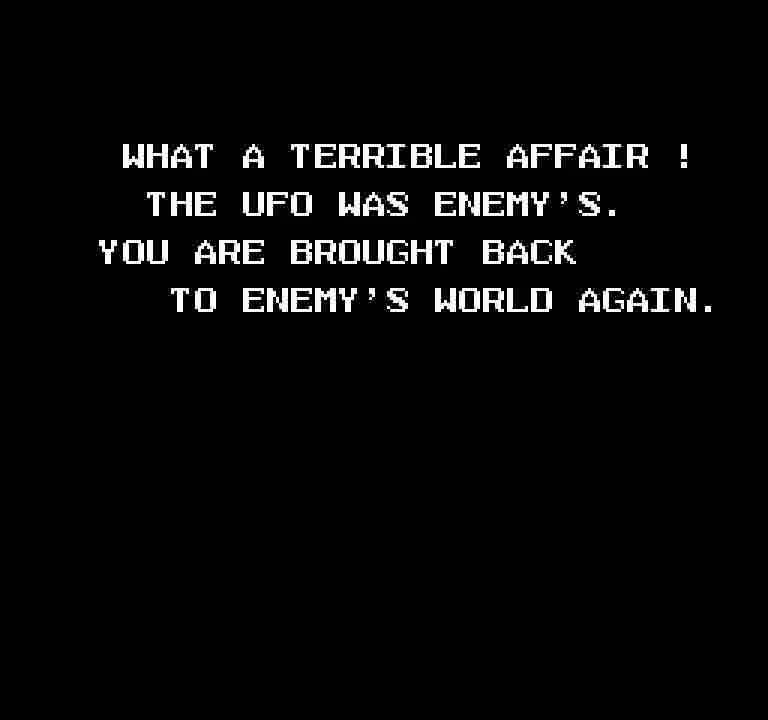 WHAT A TERRIBLE AFFAIR !
THE UFO WAS ENEMY'S.
YOU ARE BROUGHT BACK
TO ENEMY'S WORLD AGAIN.